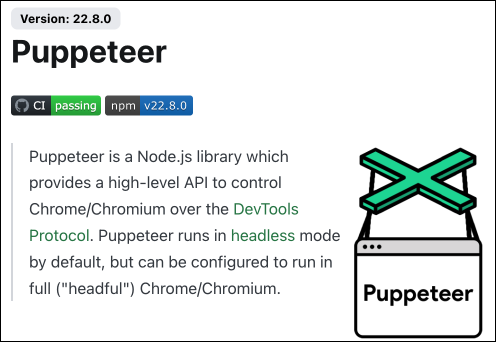 Version: 22.8.0
Puppeteer
CI passing npm v22.8.0
Puppeteer is a Node.js library which
provides a high-level API to control
Chrome/Chromium over the DevTools
Protocol. Puppeteer runs in headless mode
by default, but can be configured to run in
full ("headful") Chrome/Chromium.
Puppeteer